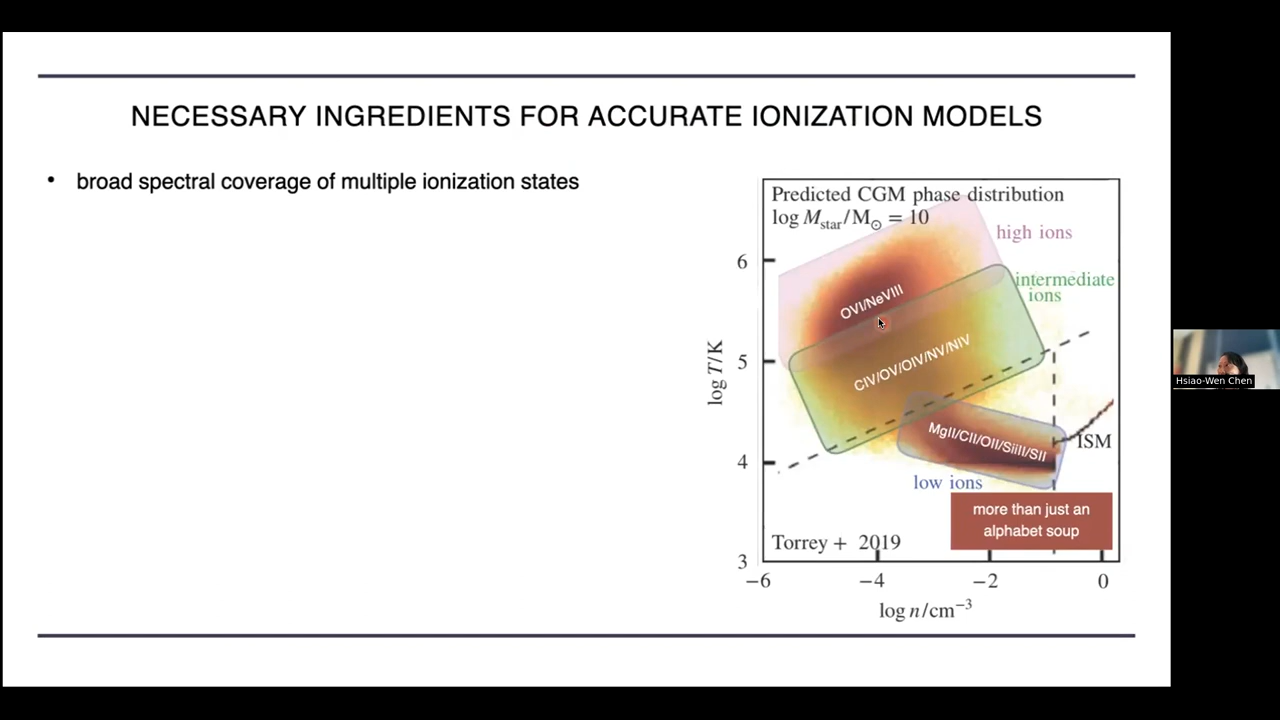 NECESSARY INGREDIENTS FOR ACCURATE IONIZATION MODELS
• broad spectral coverage of multiple ionization states
Predicted CGM phase distribution
log M_star/M_⊙ = 10
high ions
intermediate
ions
OVI/NeVIII
CIV/OV/OIV/NV/NIV
MgII/CII/OII/SiIII/SII
ISM
low ions
more than just an
alphabet soup
Torrey + 2019
6
5
4
3
log T/K
−6
−4
−2
0
log n/cm⁻³
Hsiao-Wen Chen